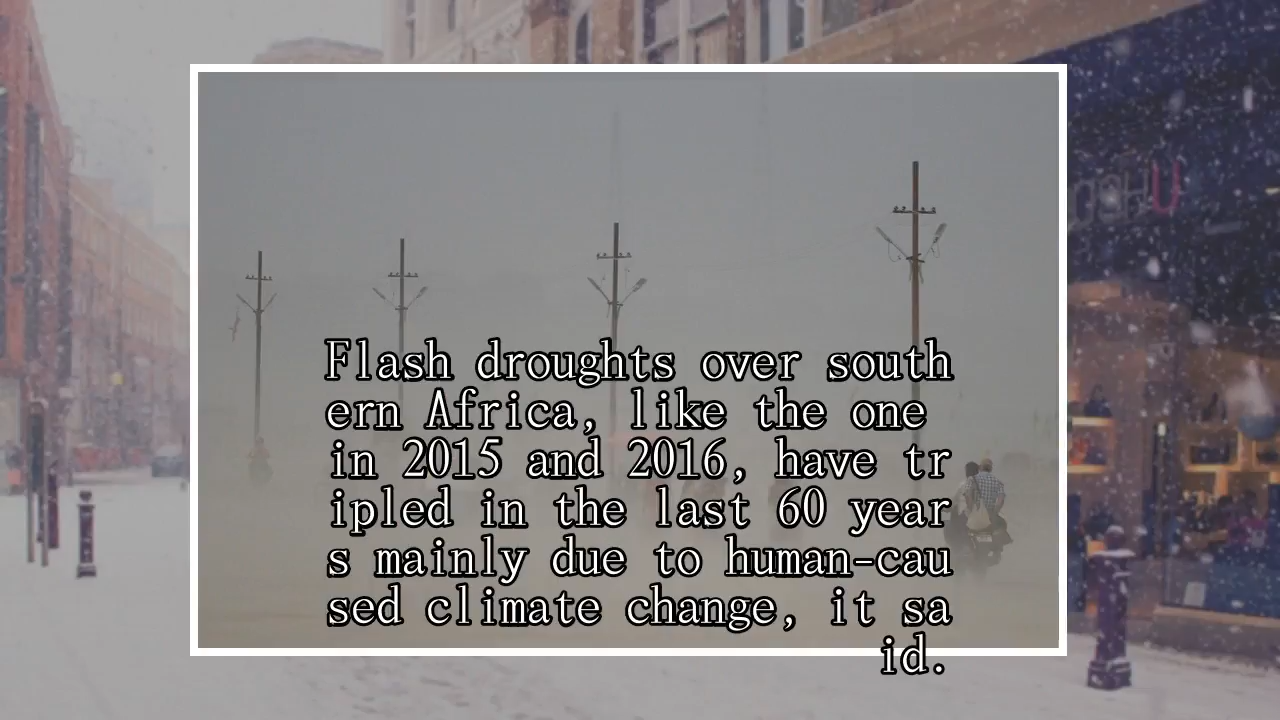 Flash droughts over south
ern Africa, like the one
in 2015 and 2016, have tr
ipled in the last 60 year
s mainly due to human-cau
sed climate change, it sa
id.